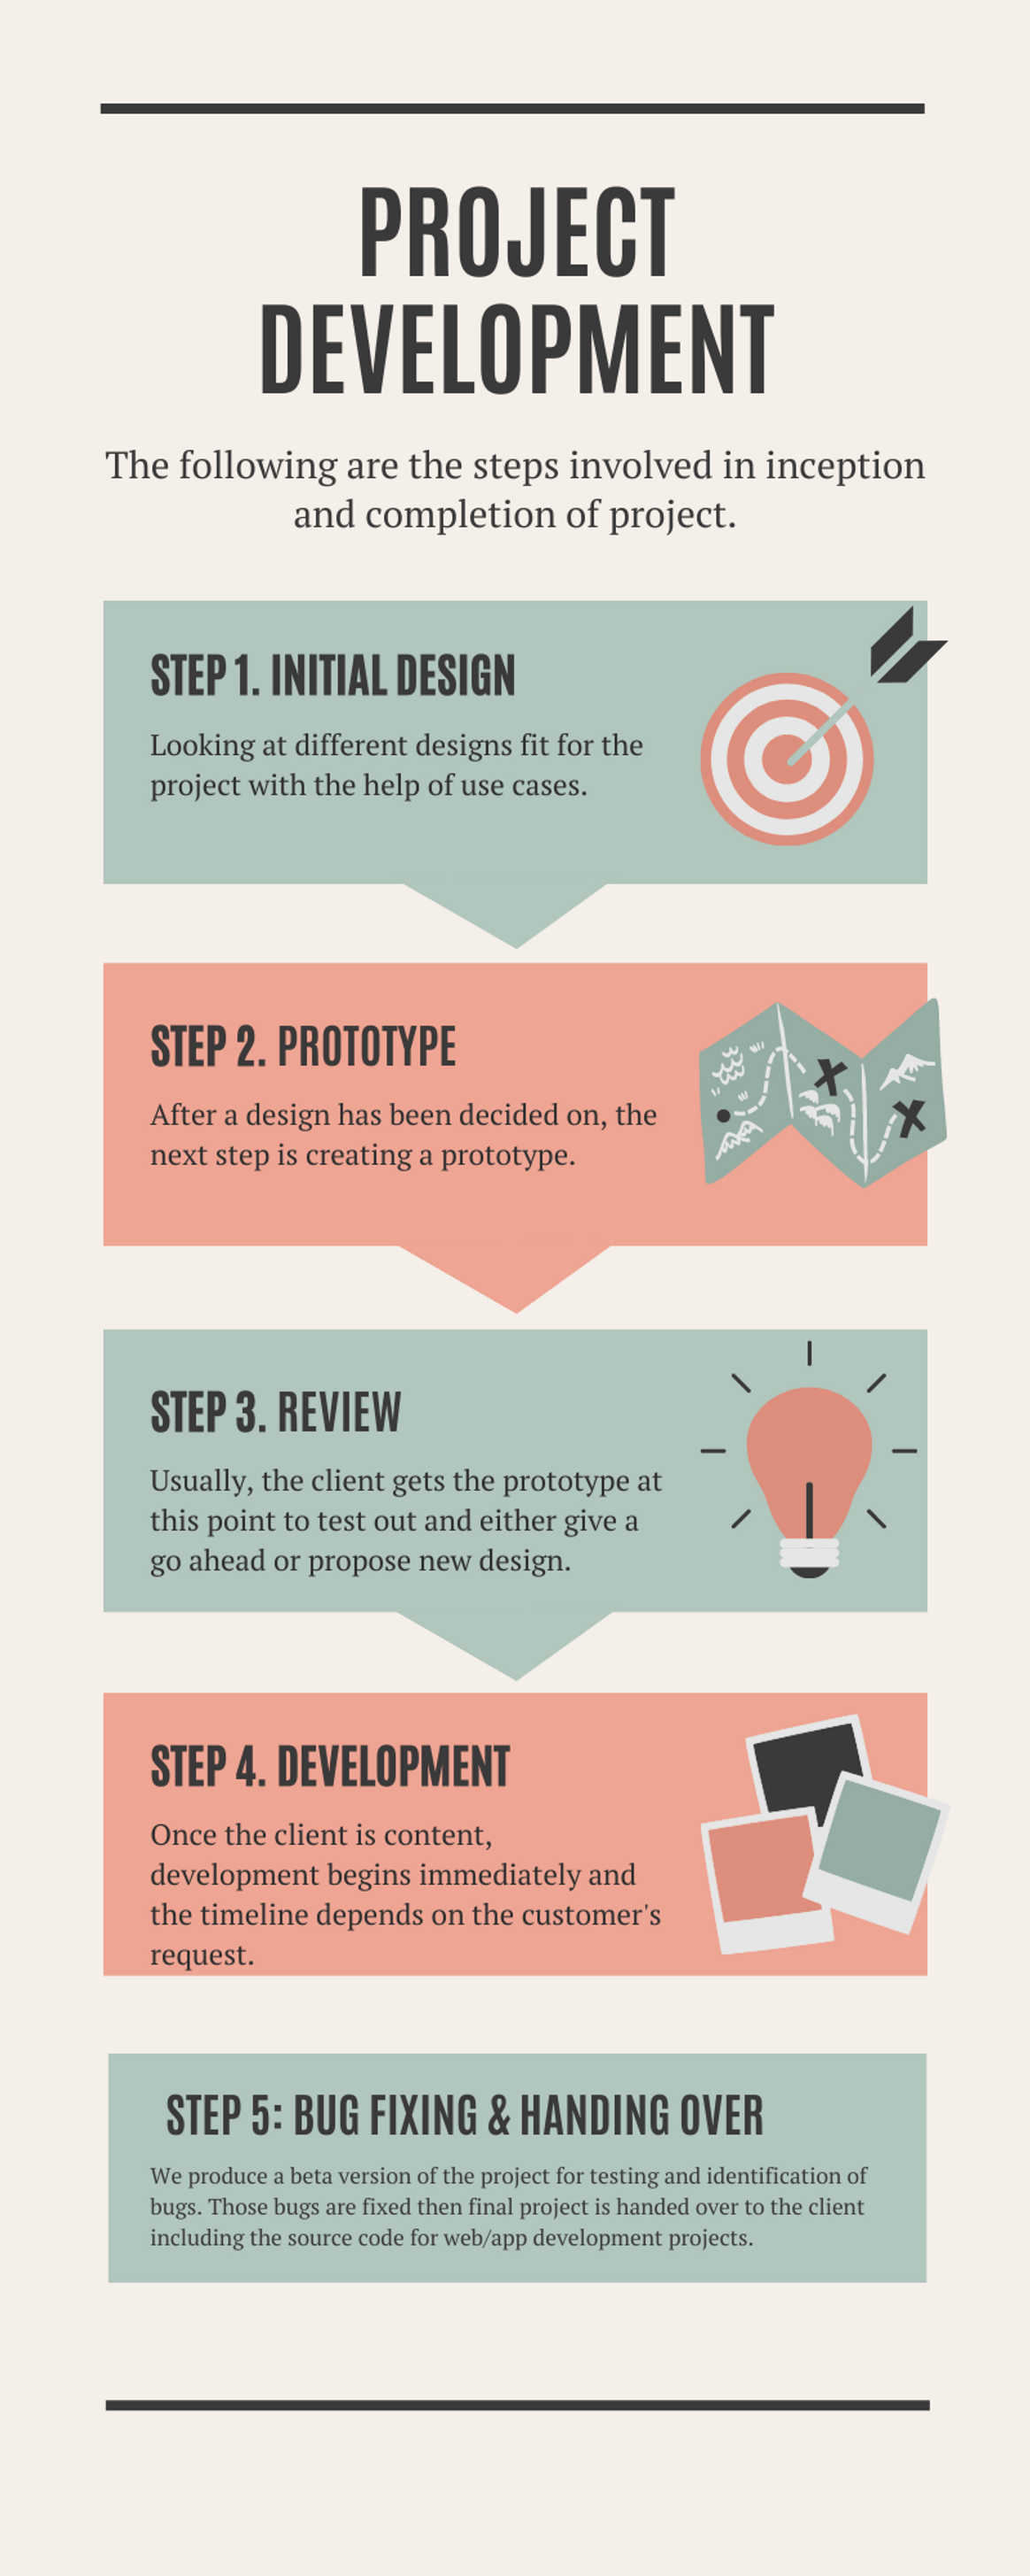 PROJECT
DEVELOPMENT
The following are the steps involved in inception
and completion of project.
STEP 1. INITIAL DESIGN
Looking at different designs fit for the
project with the help of use cases.
STEP 2. PROTOTYPE
After a design has been decided on, the
next step is creating a prototype.
STEP 3. REVIEW
Usually, the client gets the prototype at
this point to test out and either give a
go ahead or propose new design.
STEP 4. DEVELOPMENT
Once the client is content,
development begins immediately and
the timeline depends on the customer's
request.
STEP 5: BUG FIXING & HANDING OVER
We produce a beta version of the project for testing and identification of
bugs. Those bugs are fixed then final project is handed over to the client
including the source code for web/app development projects.